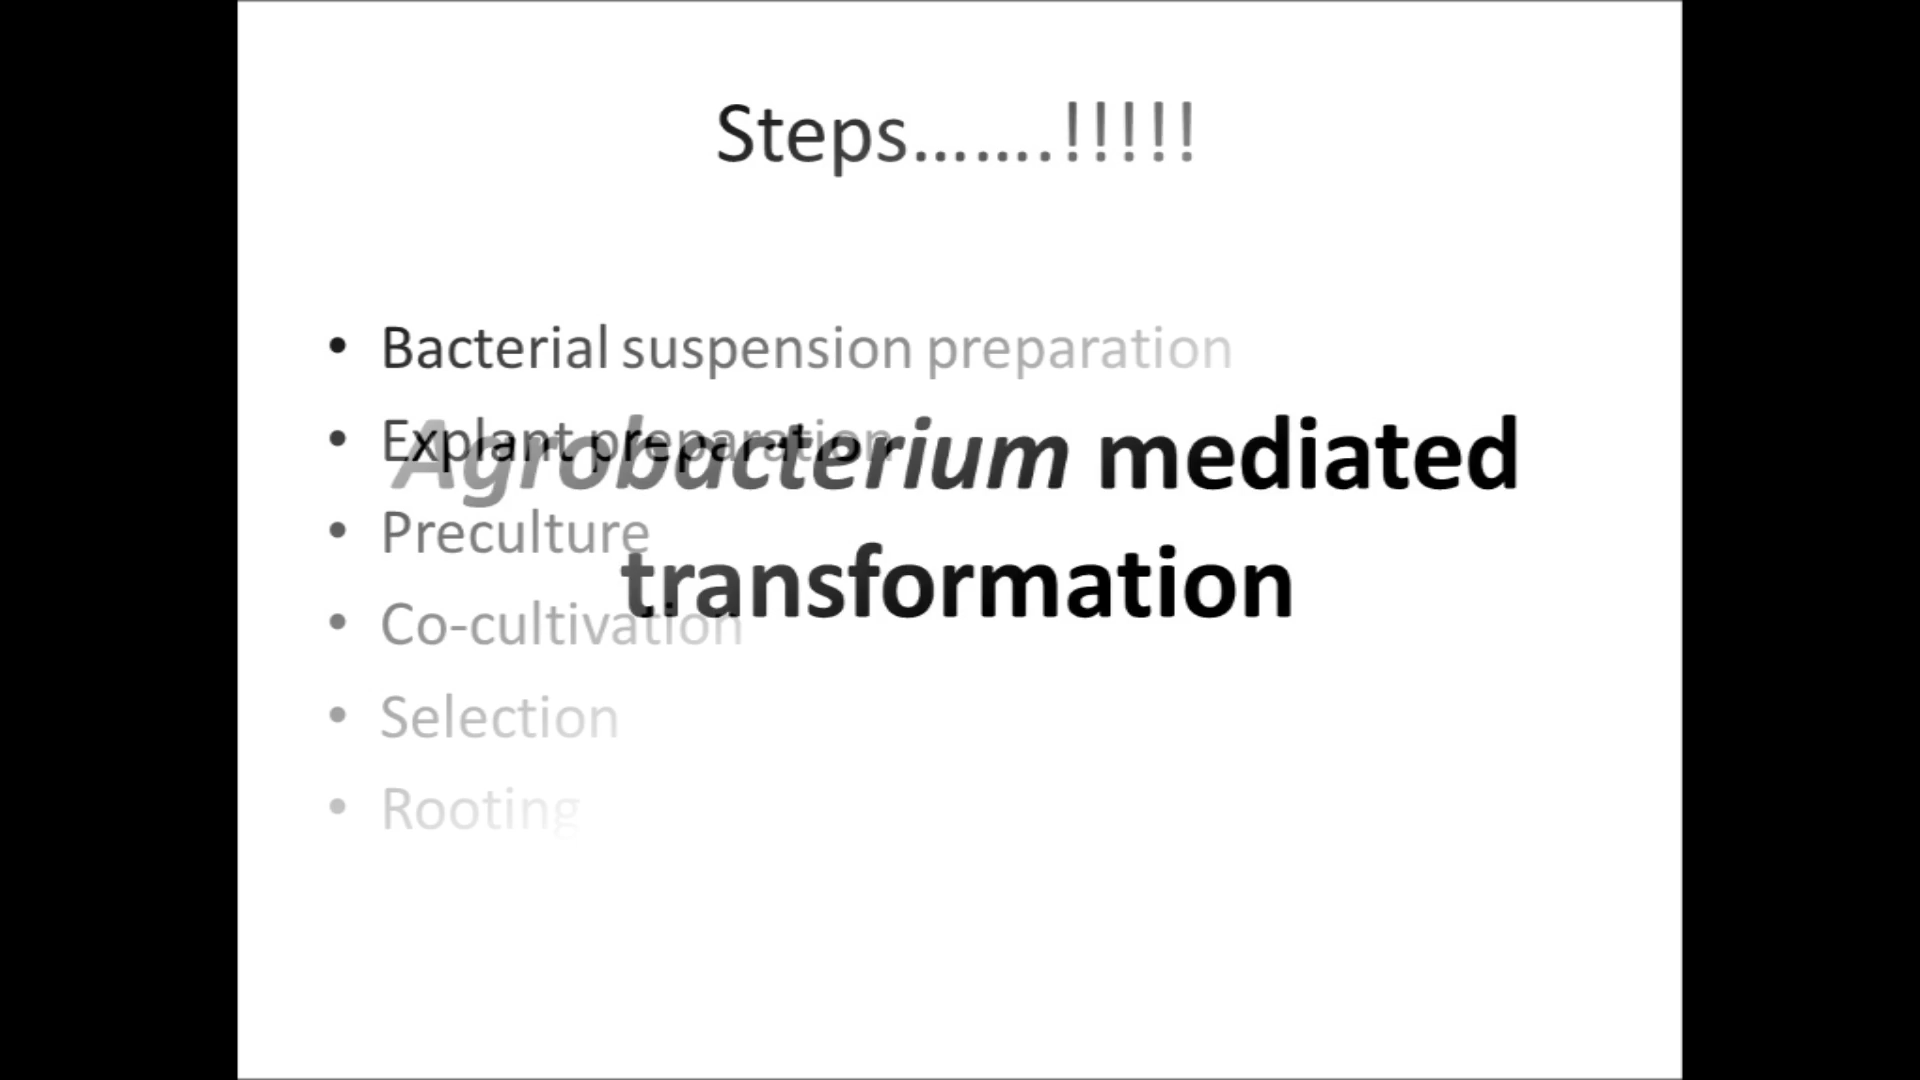 Steps…….!!!!!
• Bacterial suspension preparation
• Explant preparation
• Preculture
• Co-cultivation
• Selection
• Rooting
Agrobacterium mediated
transformation